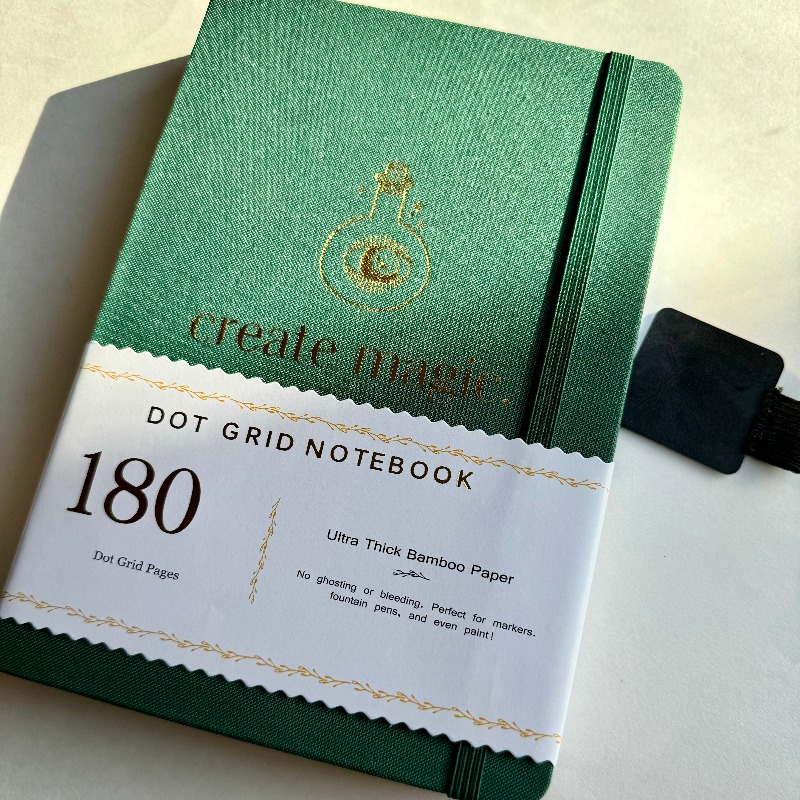 create magic.
DOT GRID NOTEBOOK
180
Dot Grid Pages
Ultra Thick Bamboo Paper
No ghosting or bleeding. Perfect for markers.
fountain pens, and even paint!